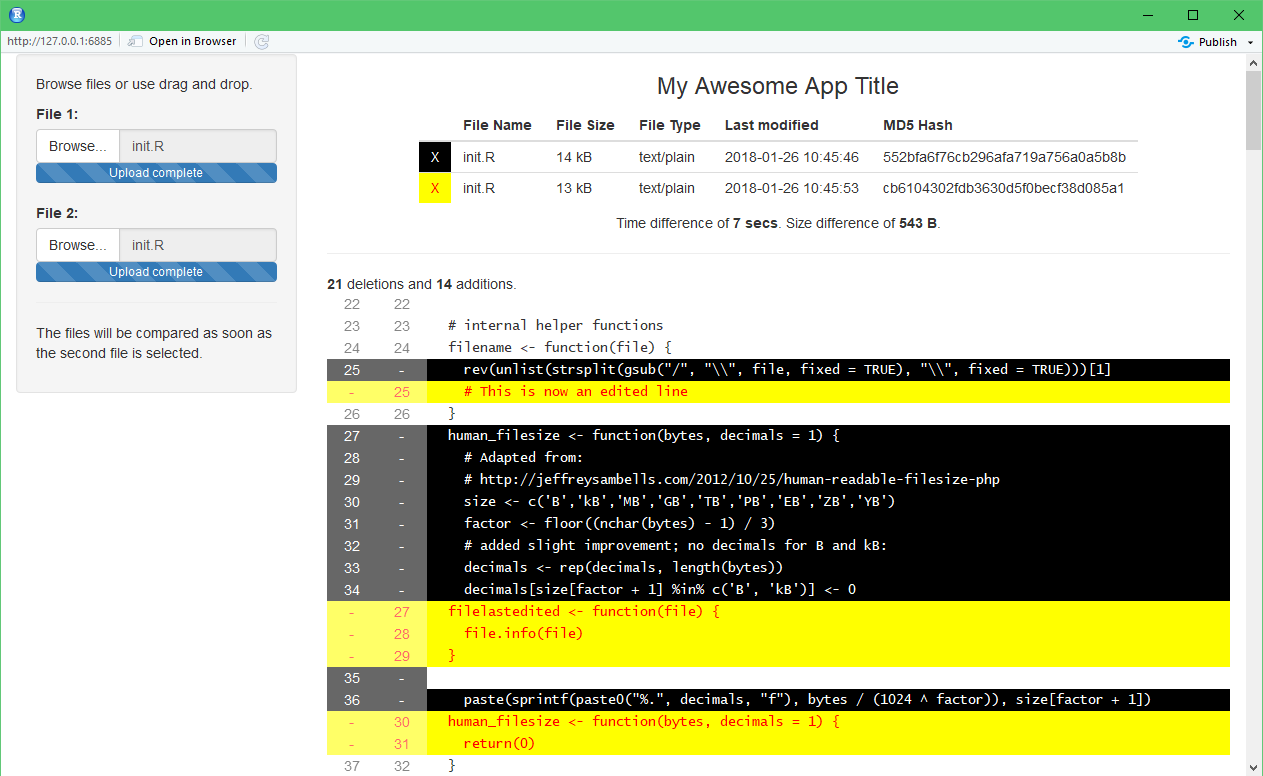 http://127.0.0.1:6885 Open in Browser Publish
Browse files or use drag and drop.
File 1:
Browse... init.R
Upload complete
File 2:
Browse... init.R
Upload complete
The files will be compared as soon as
the second file is selected.
My Awesome App Title
File Name File Size File Type Last modified MD5 Hash
X init.R 14 kB text/plain 2018-01-26 10:45:46 552bfa6f76cb296afa719a756a0a5b8b
X init.R 13 kB text/plain 2018-01-26 10:45:53 cb6104302fdb3630d5f0becf38d085a1
Time difference of 7 secs. Size difference of 543 B.
21 deletions and 14 additions.
22 22
23 23 # internal helper functions
24 24 filename <- function(file) {
25 - rev(unlist(strsplit(gsub("/", "\\", file, fixed = TRUE), "\\", fixed = TRUE)))[1]
- 25 # This is now an edited line
26 26 }
27 - human_filesize <- function(bytes, decimals = 1) {
28 - # Adapted from:
29 - # http://jeffreysambells.com/2012/10/25/human-readable-filesize-php
30 - size <- c('B','kB','MB','GB','TB','PB','EB','ZB','YB')
31 - factor <- floor((nchar(bytes) - 1) / 3)
32 - # added slight improvement; no decimals for B and kB:
33 - decimals <- rep(decimals, length(bytes))
34 - decimals[size[factor + 1] %in% c('B', 'kB')] <- 0
- 27 filelastedited <- function(file) {
- 28 file.info(file)
- 29 }
35 -
36 - paste(sprintf(paste0("%.", decimals, "f"), bytes / (1024 ^ factor)), size[factor + 1])
- 30 human_filesize <- function(bytes, decimals = 1) {
- 31 return(0)
37 32 }